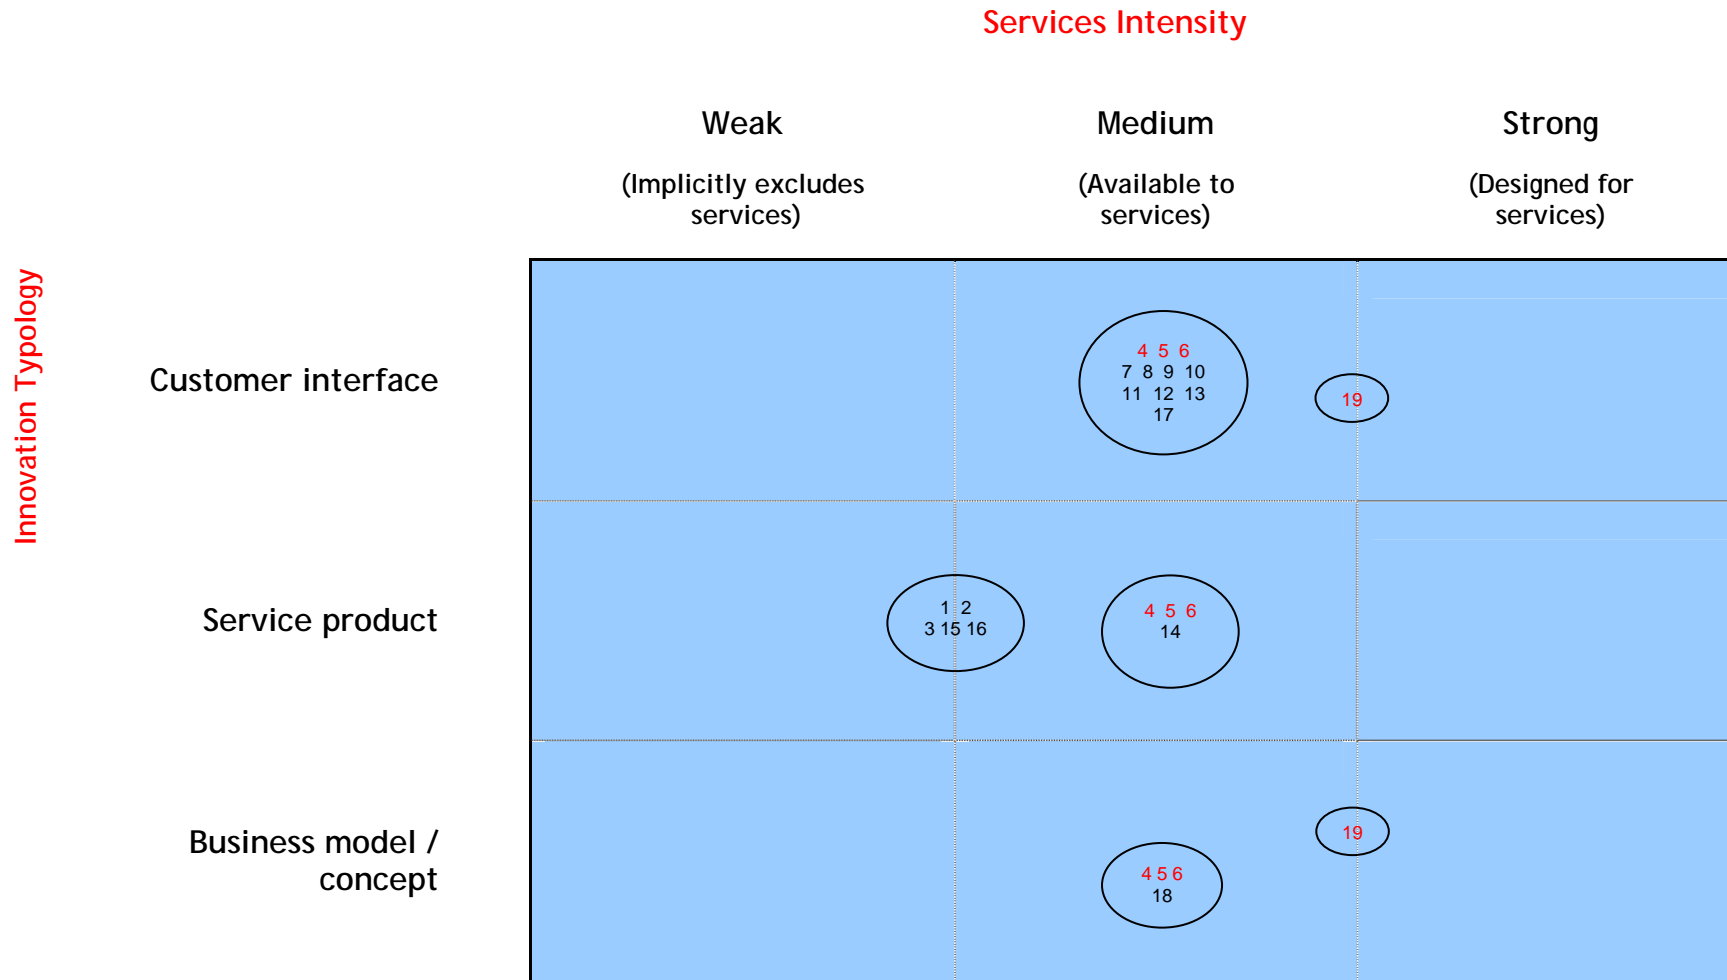 Services Intensity
Weak
Medium
Strong
(Implicitly excludes
services)
(Available to
services)
(Designed for
services)
Innovation Typology
Customer interface
4 5 6
7 8 9 10
11 12 13
17
19
Service product
1 2
3 15 16
4 5 6
14
Business model /
concept
19
4 5 6
18